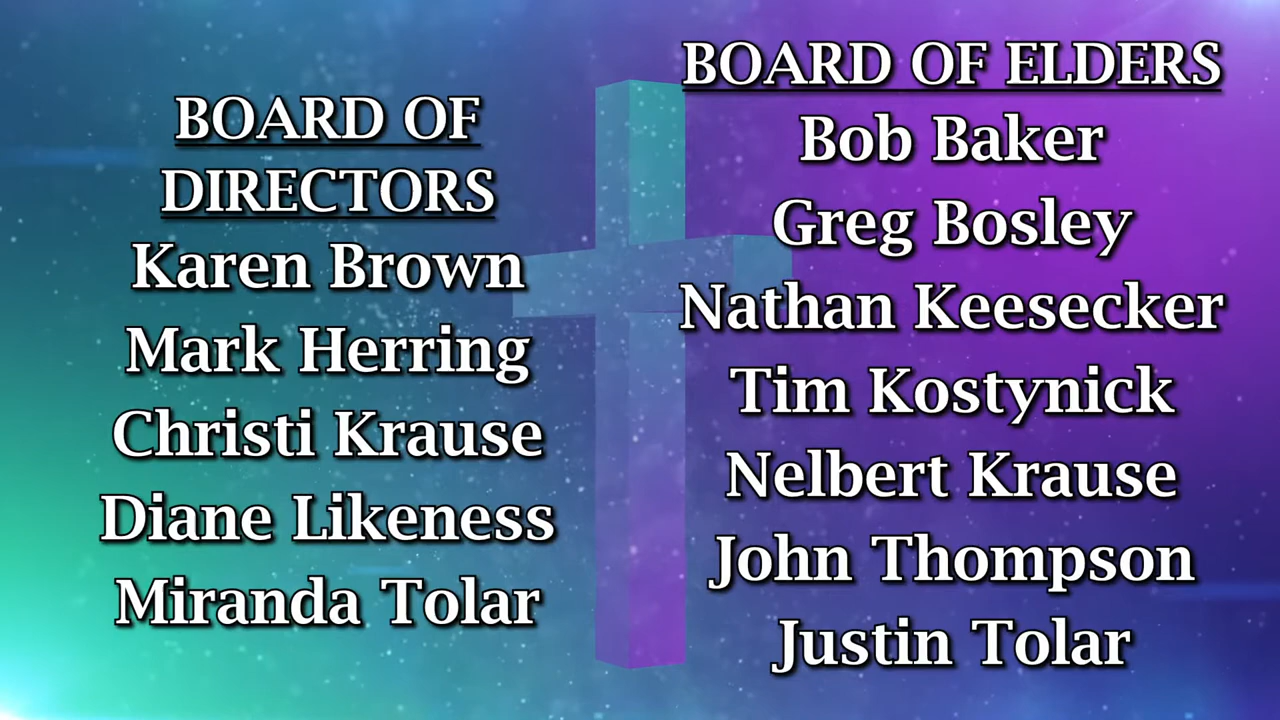 BOARD OF
DIRECTORS
Karen Brown
Mark Herring
Christi Krause
Diane Likeness
Miranda Tolar
BOARD OF ELDERS
Bob Baker
Greg Bosley
Nathan Keesecker
Tim Kostynick
Nelbert Krause
John Thompson
Justin Tolar